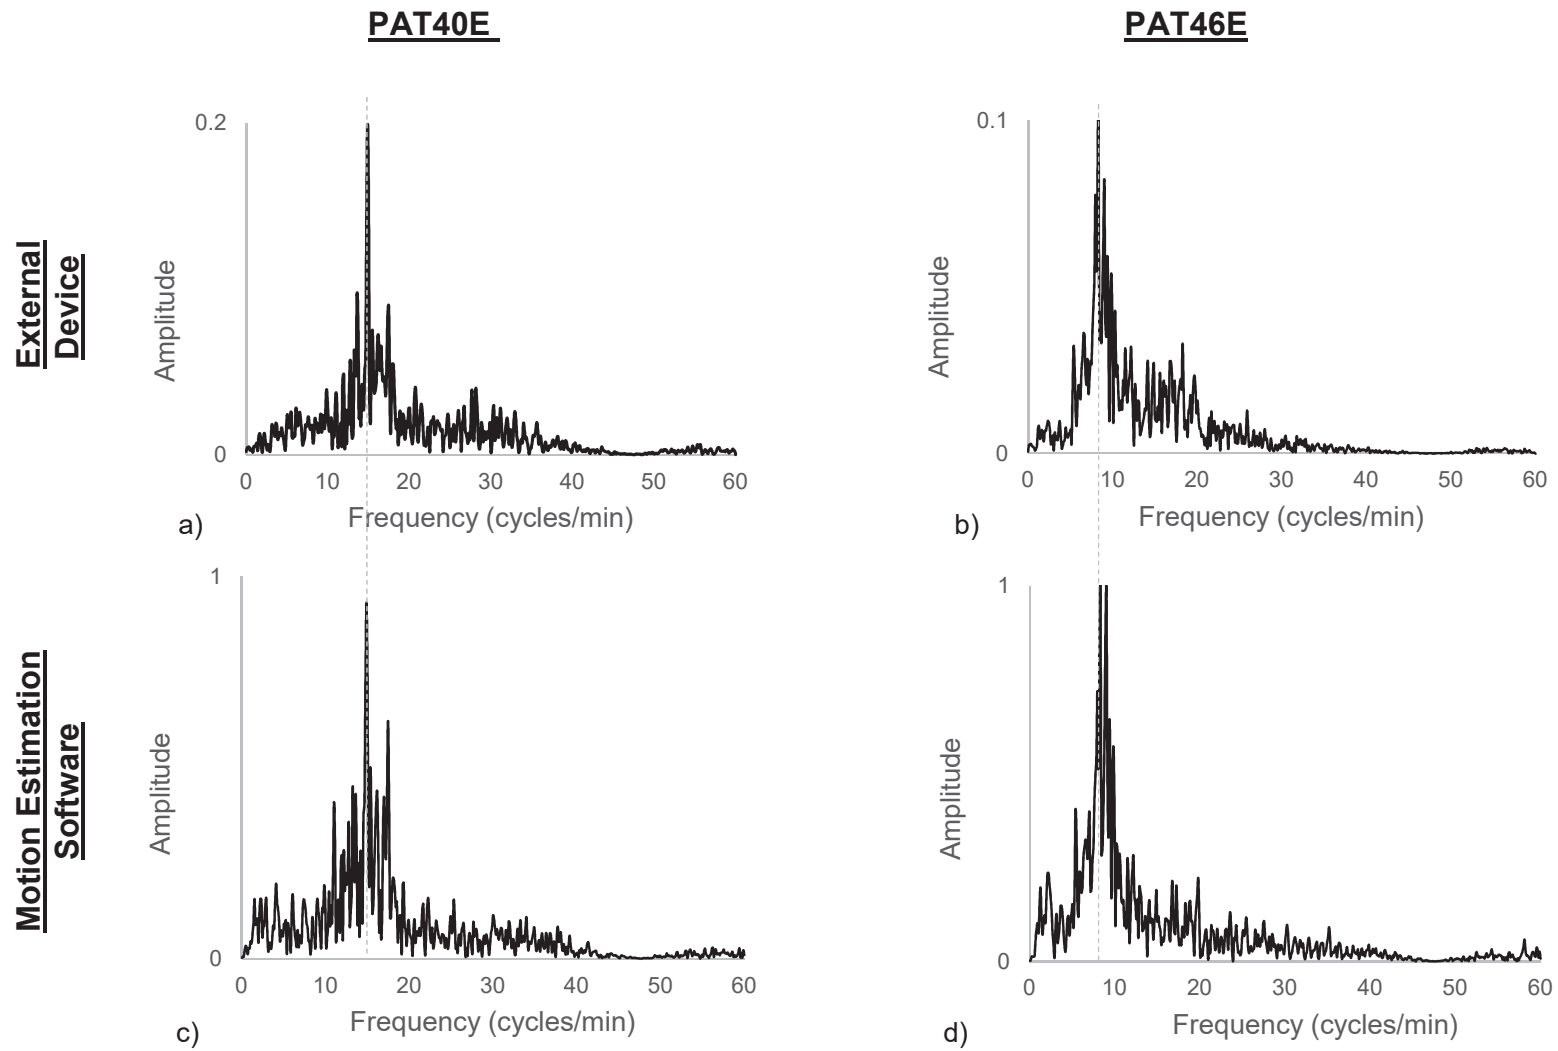 PAT40E
PAT46E
External
Device
Amplitude
0.2
0
0 10 20 30 40 50 60
Frequency (cycles/min)
a)
Amplitude
0.1
0
0 10 20 30 40 50 60
Frequency (cycles/min)
b)
Motion Estimation
Software
Amplitude
1
0
0 10 20 30 40 50 60
Frequency (cycles/min)
c)
Amplitude
1
0
0 10 20 30 40 50 60
Frequency (cycles/min)
d)